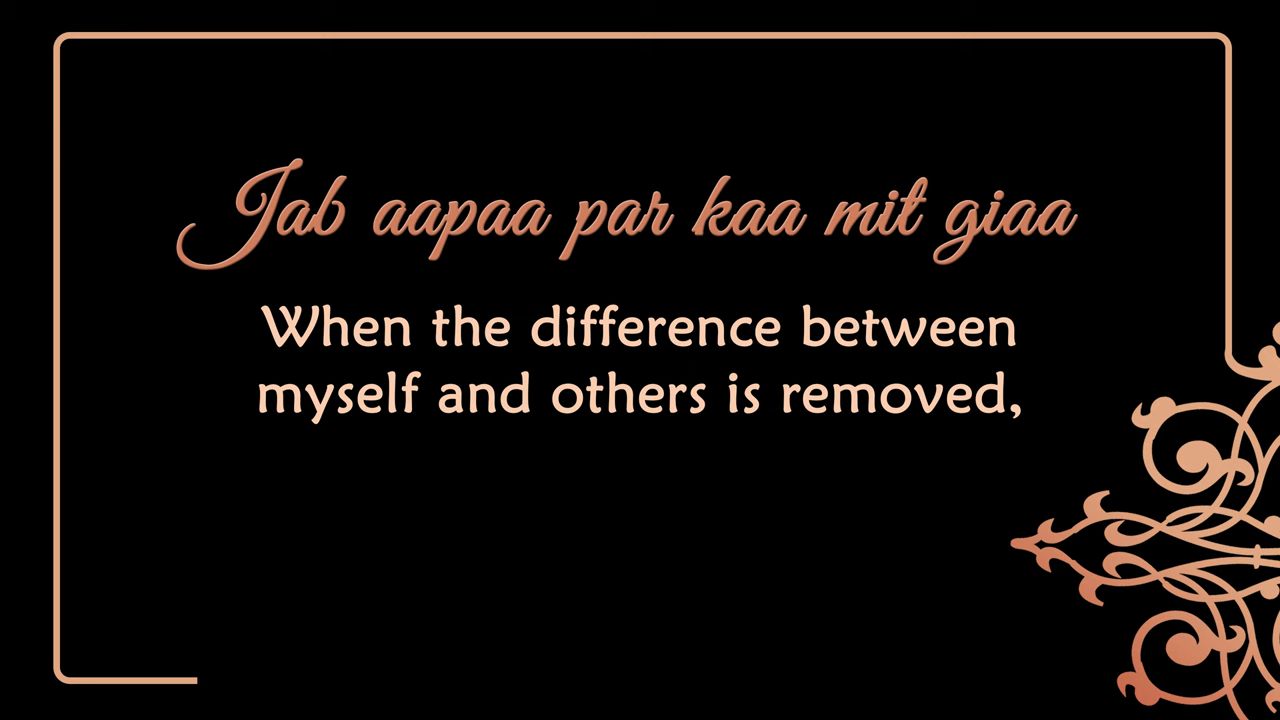 Jab aapaa par kaa mit giaa
When the difference between
myself and others is removed,